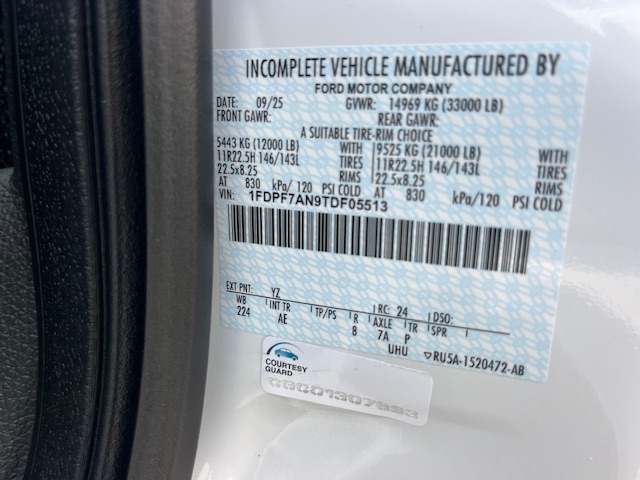 INCOMPLETE VEHICLE MANUFACTURED BY
FORD MOTOR COMPANY
DATE: 09/25 GVWR: 14969 KG (33000 LB)
FRONT GAWR: REAR GAWR:
A SUITABLE TIRE-RIM CHOICE
5443 KG (12000 LB) WITH 9525 KG (21000 LB) WITH
11R22.5H 146/143L TIRES 11R22.5H 146/143L TIRES
22.5x8.25 RIMS 22.5x8.25 RIMS
AT 830 kPa/120 PSI COLD AT 830 kPa/120 PSI COLD
VIN: 1FDPF7AN9TDF05513
EXT PNT: YZ RC: 24 DSO:
WB INT TR TP/PS R AXLE TR SPR
224 AE 8 7A P
UHU ▽RU5A-1520472-AB
COURTESY
GUARD